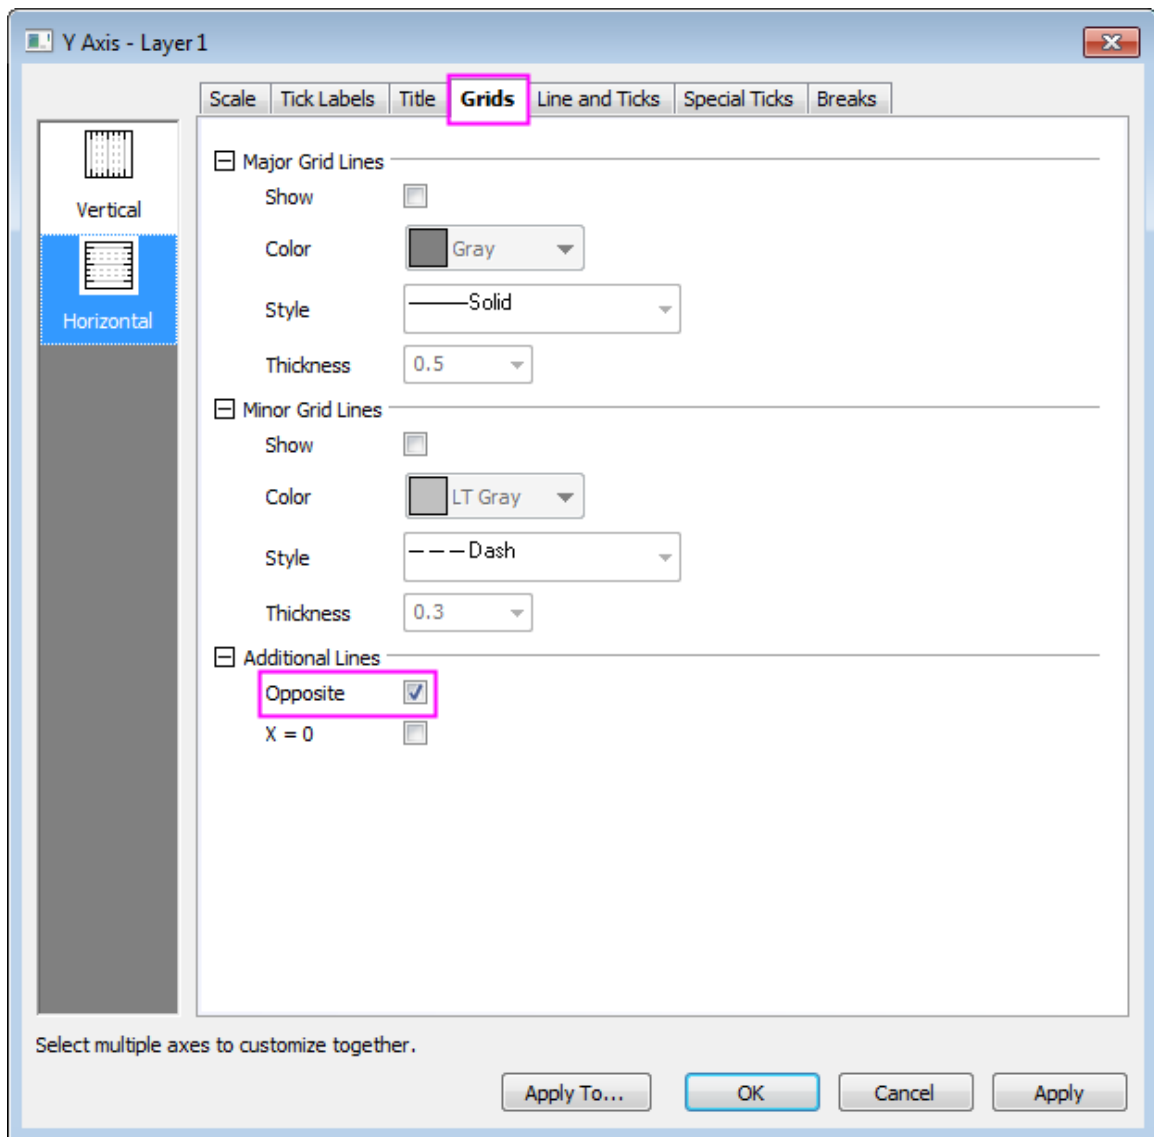 Y Axis - Layer1
Scale Tick Labels Title Grids Line and Ticks Special Ticks Breaks
Vertical
Horizontal
Major Grid Lines
Show
Color Gray
Style Solid
Thickness 0.5
Minor Grid Lines
Show
Color LT Gray
Style Dash
Thickness 0.3
Additional Lines
Opposite
X = 0
Select multiple axes to customize together.
Apply To... OK Cancel Apply